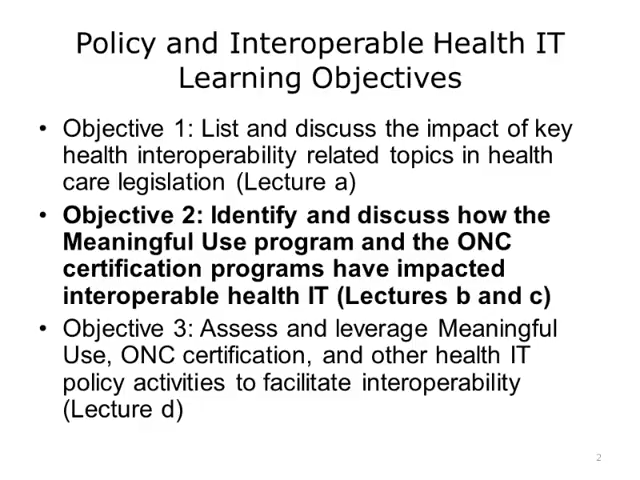 Policy and Interoperable Health IT
Learning Objectives
• Objective 1: List and discuss the impact of key
health interoperability related topics in health
care legislation (Lecture a)
• Objective 2: Identify and discuss how the
Meaningful Use program and the ONC
certification programs have impacted
interoperable health IT (Lectures b and c)
• Objective 3: Assess and leverage Meaningful
Use, ONC certification, and other health IT
policy activities to facilitate interoperability
(Lecture d)
2